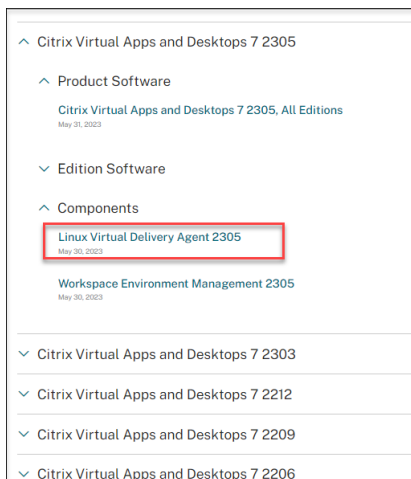 Citrix Virtual Apps and Desktops 7 2305
Product Software
Citrix Virtual Apps and Desktops 7 2305, All Editions
May 31, 2023
Edition Software
Components
Linux Virtual Delivery Agent 2305
May 30, 2023
Workspace Environment Management 2305
May 30, 2023
Citrix Virtual Apps and Desktops 7 2303
Citrix Virtual Apps and Desktops 7 2212
Citrix Virtual Apps and Desktops 7 2209
Citrix Virtual Apps and Desktops 7 2206